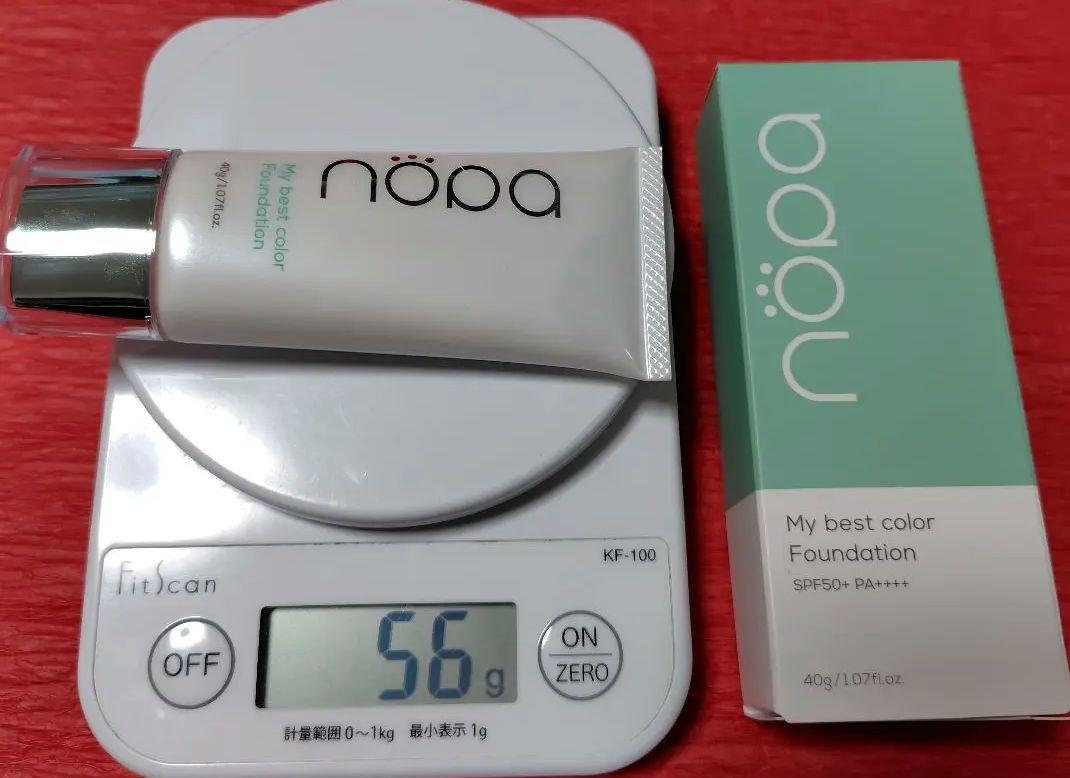 nöpa
My best color
Foundation
40g/1.07fl.oz.
FitScan
KF-100
OFF
56g
ON
ZERO
計量範囲 0～1kg 最小表示 1g
nöpa
My best color
Foundation
SPF50+ PA++++
40g/1.07fl.oz.